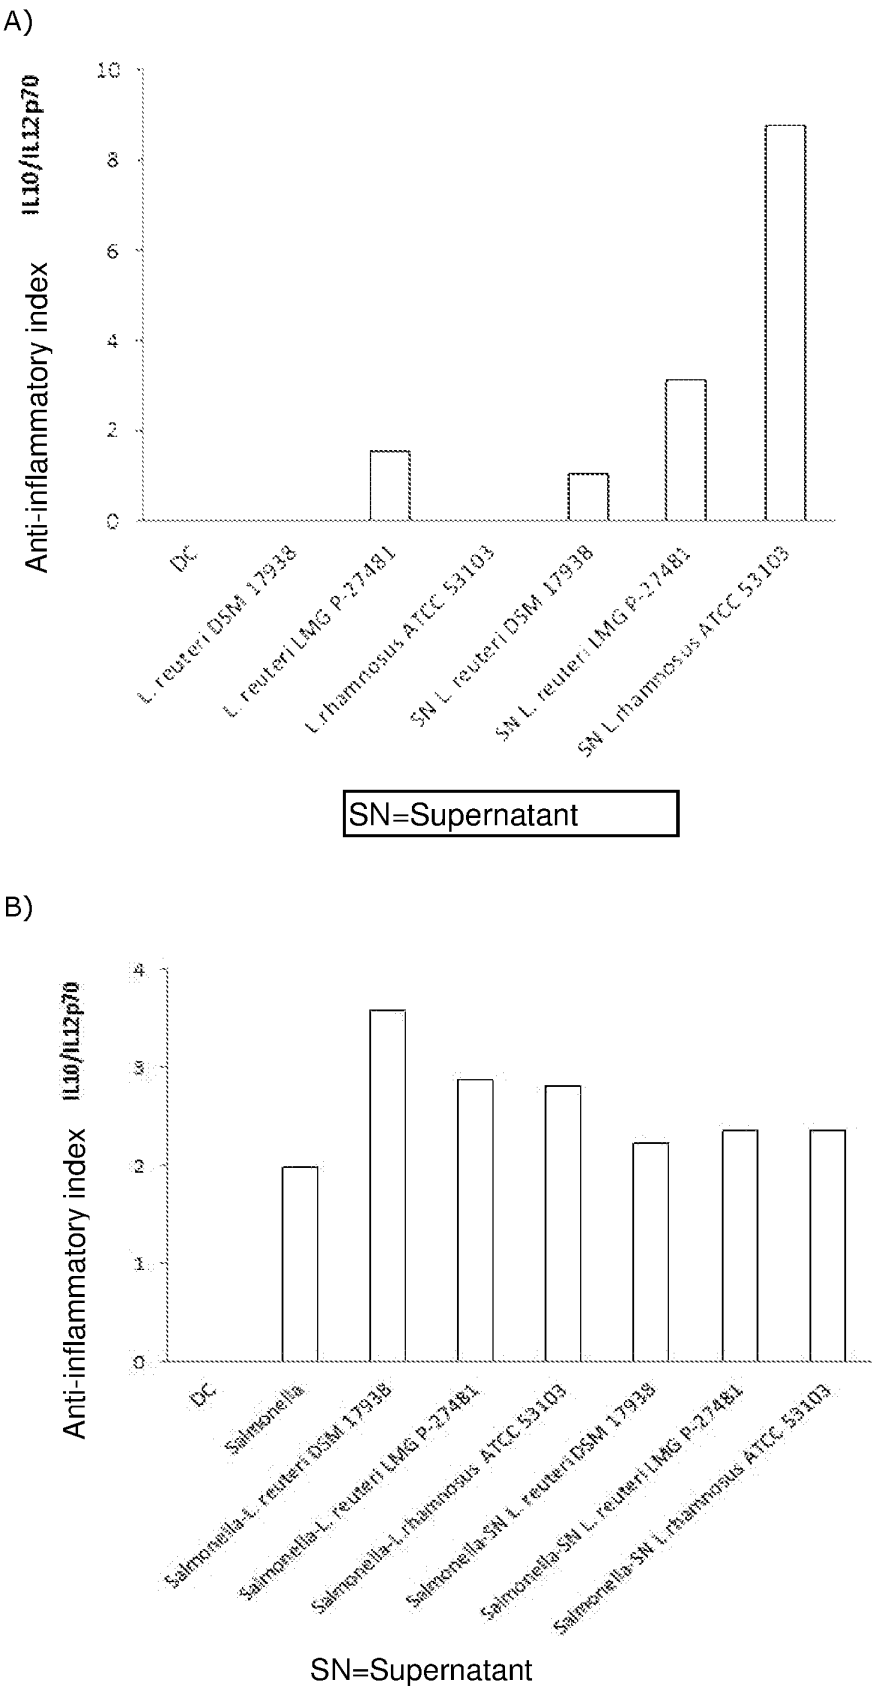 A)
Anti-inflammatory index IL10/IL12p70
10
8
6
4
2
0
DC
L. reuteri DSM 17938
L. reuteri LMG P-27481
L.rhamnosus ATCC 53103
SN L. reuteri DSM 17938
SN L. reuteri LMG P-27481
SN L.rhamnosus ATCC 53103
SN=Supernatant
B)
Anti-inflammatory index IL10/IL12p70
4
3
2
1
0
DC
Salmonella
Salmonella-L. reuteri DSM 17938
Salmonella-L. reuteri LMG P-27481
Salmonella-L.rhamnosus ATCC 53103
Salmonella-SN L. reuteri DSM 17938
Salmonella-SN L. reuteri LMG P-27481
Salmonella-SN L.rhamnosus ATCC 53103
SN=Supernatant